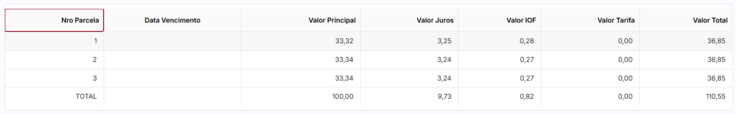 Nro Parcela Data Vencimento Valor Principal Valor Juros Valor IOF Valor Tarifa Valor Total
1 33,32 3,25 0,28 0,00 36,85
2 33,34 3,24 0,27 0,00 36,85
3 33,34 3,24 0,27 0,00 36,85
TOTAL 100,00 9,73 0,82 0,00 110,55